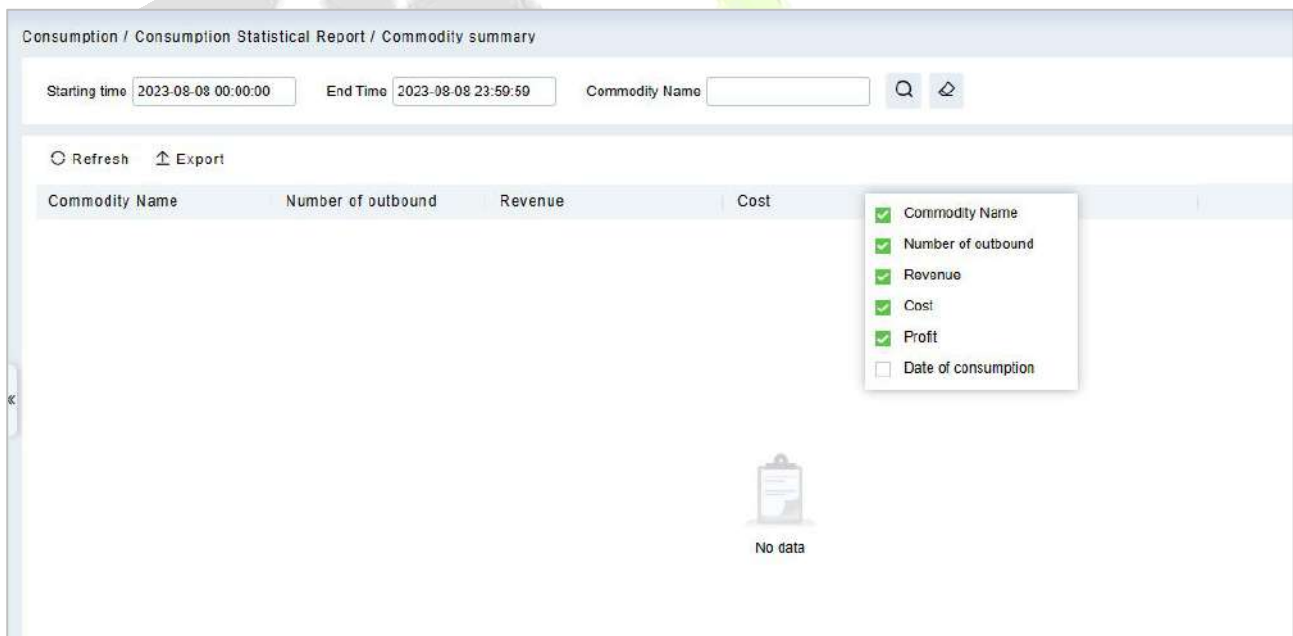 Consumption / Consumption Statistical Report / Commodity summary
Starting time 2023-08-08 00:00:00 End Time 2023-08-08 23:59:59 Commodity Name
Refresh Export
Commodity Name Number of outbound Revenue Cost
Commodity Name
Number of outbound
Revenue
Cost
Profit
Date of consumption
No data